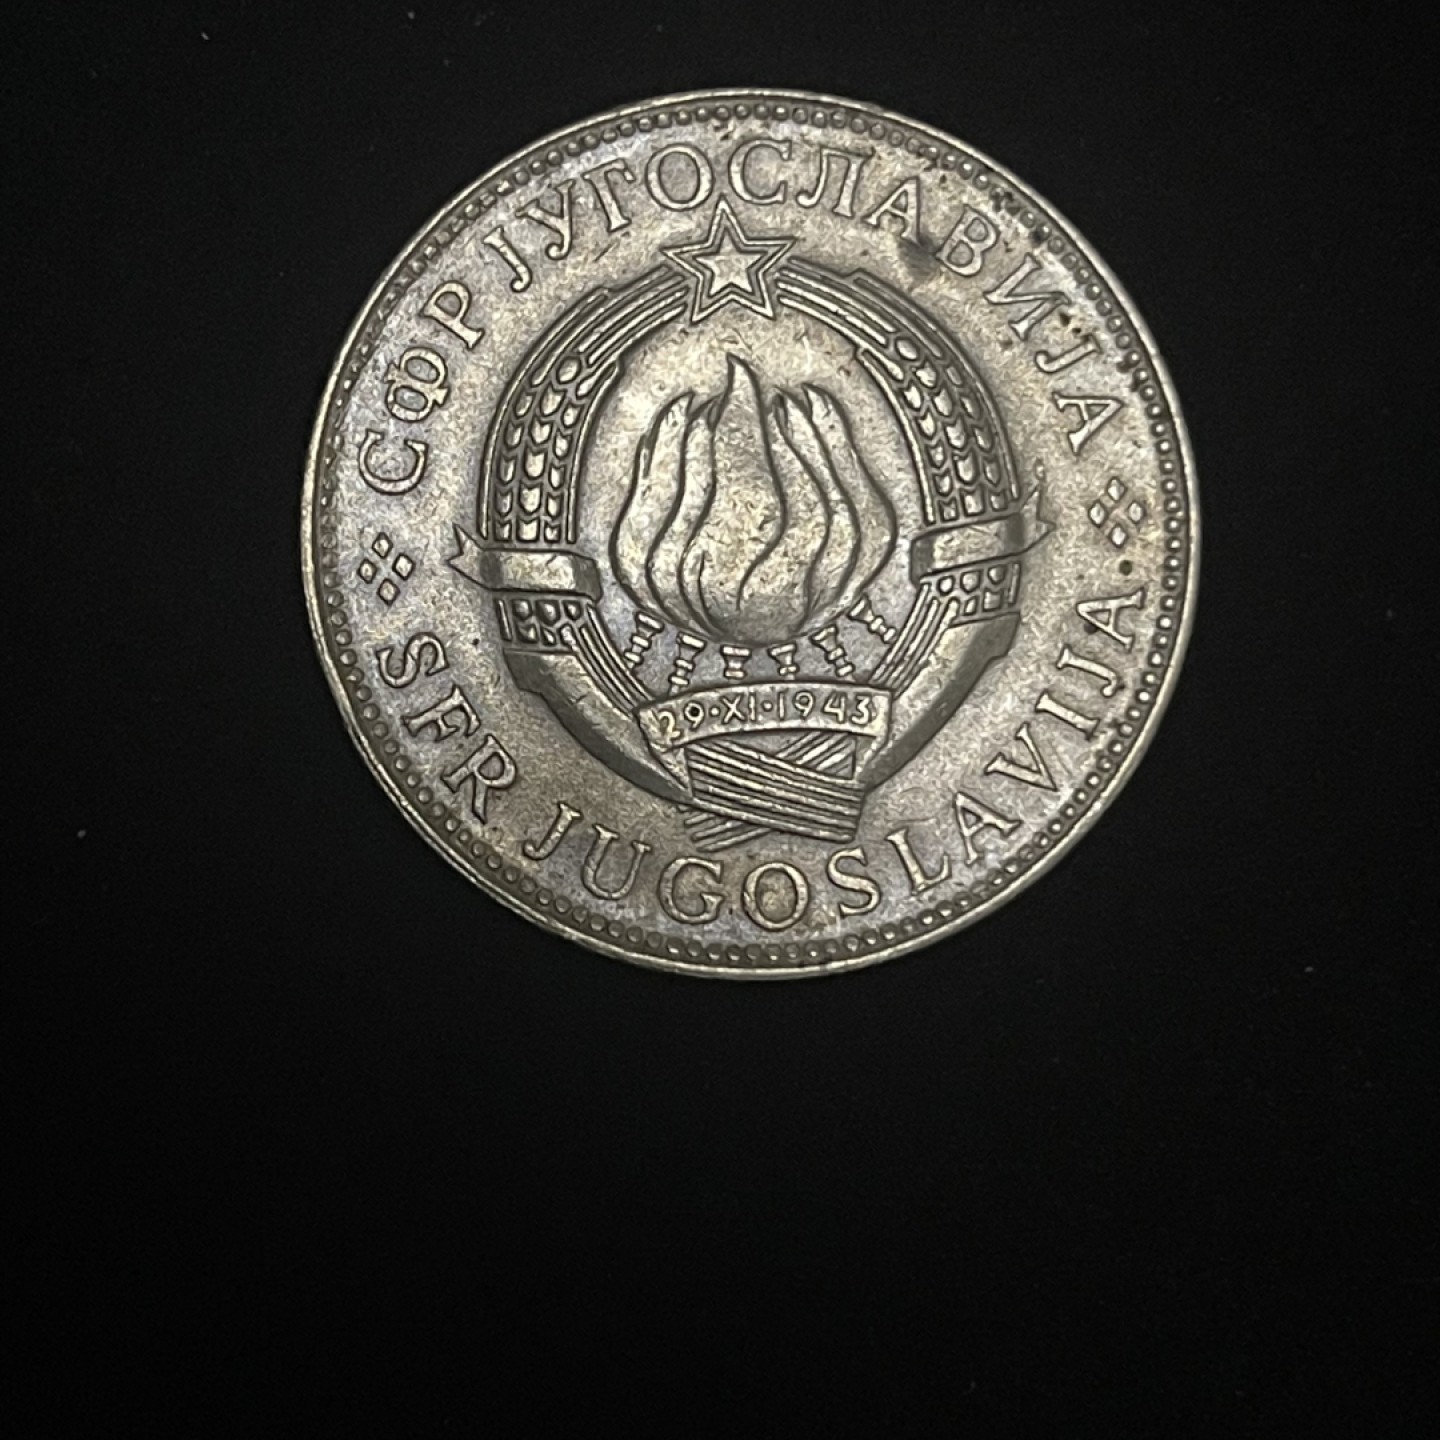 СФР ЈУГОСЛАВИЈА
29·XI·1943
SFR JUGOSLAVIJA